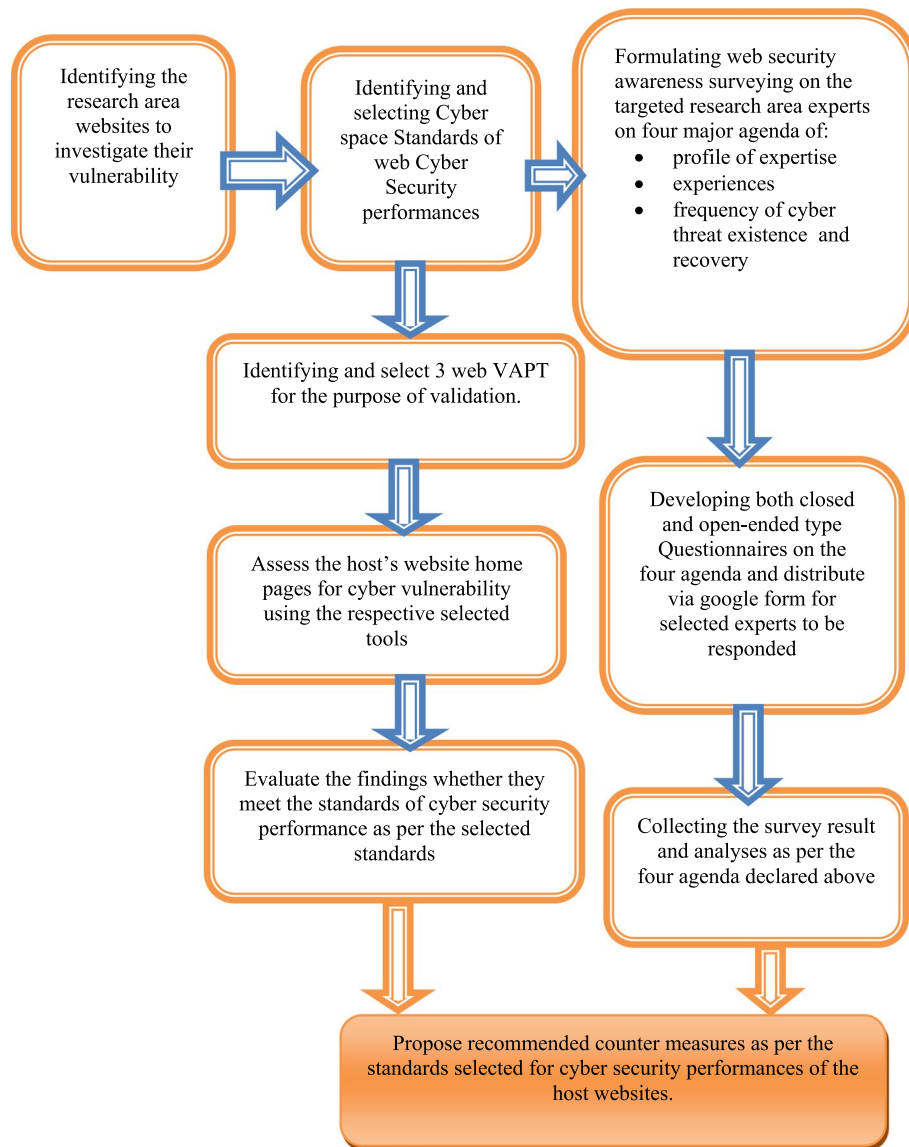 Identifying the
research area
websites to
investigate their
vulnerability
Identifying and
selecting Cyber
space Standards of
web Cyber
Security
performances
Formulating web security
awareness surveying on the
targeted research area experts
on four major agenda of:
• profile of expertise
• experiences
• frequency of cyber
threat existence and
recovery
Identifying and select 3 web VAPT
for the purpose of validation.
Assess the host’s website home
pages for cyber vulnerability
using the respective selected
tools
Evaluate the findings whether they
meet the standards of cyber security
performance as per the selected
standards
Developing both closed
and open-ended type
Questionnaires on the
four agenda and distribute
via google form for
selected experts to be
responded
Collecting the survey result
and analyses as per the
four agenda declared above
Propose recommended counter measures as per the
standards selected for cyber security performances of the
host websites.